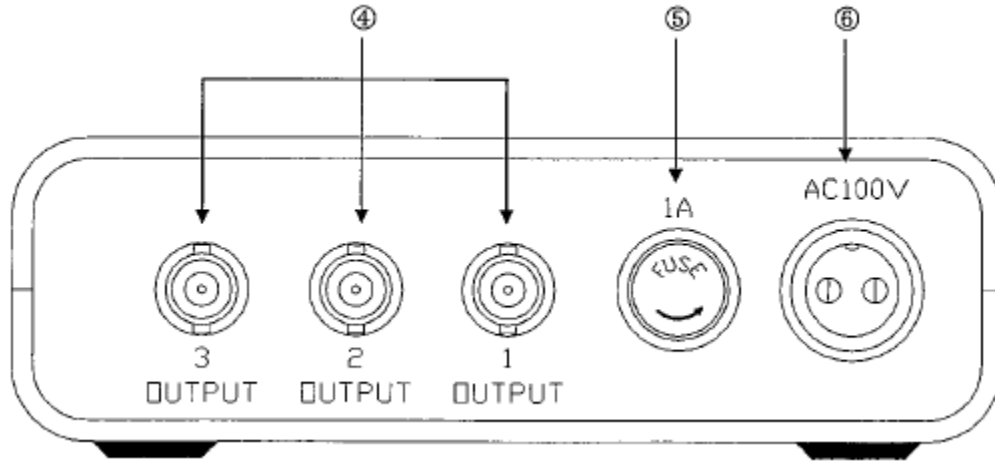 ④ ⑤ ⑥
1A AC100V
FUSE
3 2 1
OUTPUT OUTPUT OUTPUT